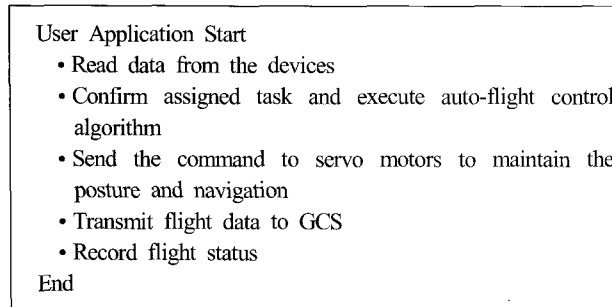 User Application Start
• Read data from the devices
• Confirm assigned task and execute auto-flight control
algorithm
• Send the command to servo motors to maintain the
posture and navigation
• Transmit flight data to GCS
• Record flight status
End